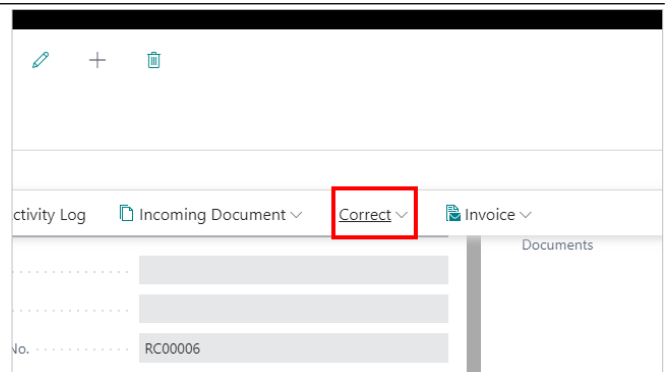 ctivity Log Incoming Document Correct Invoice
Documents
No. RC00006